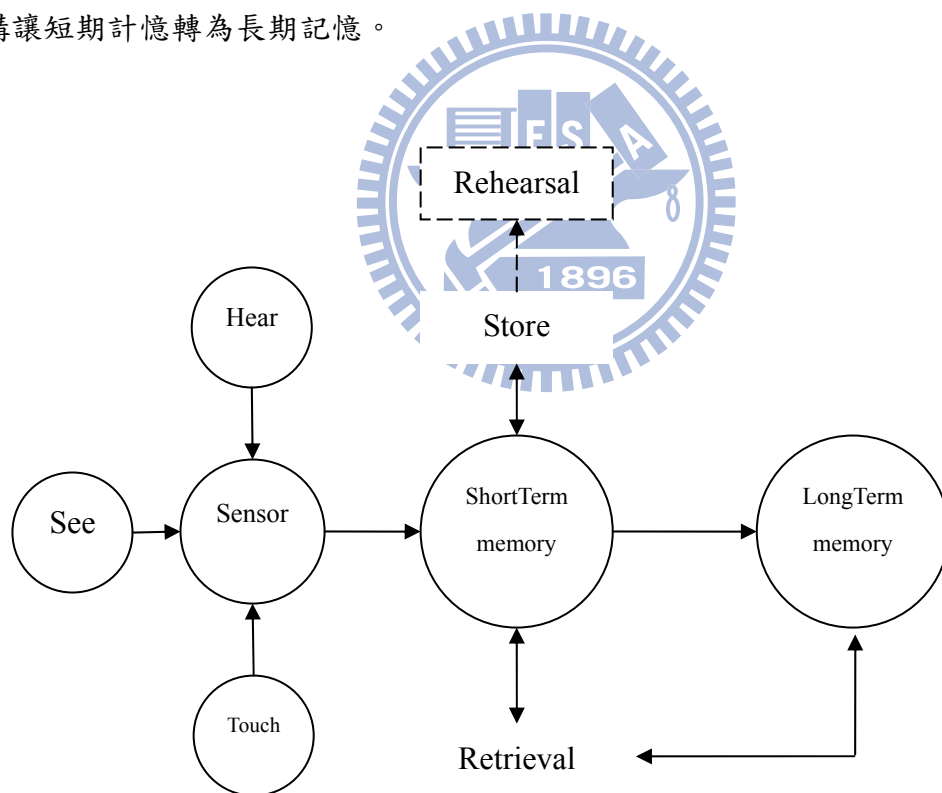 講讓短期計憶轉為長期記憶。
E S A
Rehearsal
1896
Store
Hear
See
Sensor
ShortTerm
memory
LongTerm
memory
Touch
Retrieval